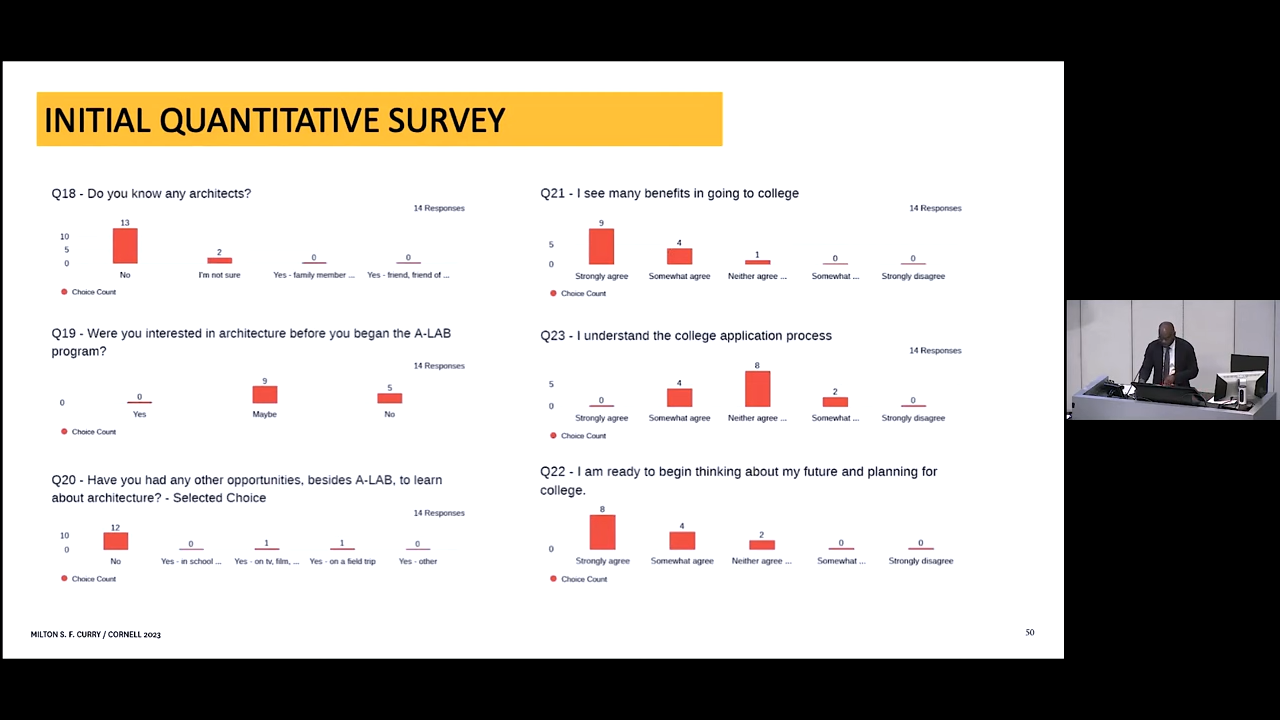 INITIAL QUANTITATIVE SURVEY
Q18 - Do you know any architects?
14 Responses
13
10
5
0
2
0
0
No
I'm not sure
Yes - family member ...
Yes - friend, friend of ...
Choice Count
Q19 - Were you interested in architecture before you began the A-LAB
program?
14 Responses
0
0
9
5
Yes
Maybe
No
Choice Count
Q20 - Have you had any other opportunities, besides A-LAB, to learn
about architecture? - Selected Choice
14 Responses
10
0
12
0
1
1
0
No
Yes - in school ...
Yes - on tv, film, ...
Yes - on a field trip
Yes - other
Choice Count
Q21 - I see many benefits in going to college
14 Responses
5
0
9
4
1
0
0
Strongly agree
Somewhat agree
Neither agree ...
Somewhat ...
Strongly disagree
Choice Count
Q23 - I understand the college application process
14 Responses
5
0
0
4
8
2
0
Strongly agree
Somewhat agree
Neither agree ...
Somewhat ...
Strongly disagree
Choice Count
Q22 - I am ready to begin thinking about my future and planning for
college.
0
8
4
2
0
0
Strongly agree
Somewhat agree
Neither agree ...
Somewhat ...
Strongly disagree
Choice Count
MILTON S. F. CURRY / CORNELL 2023
50